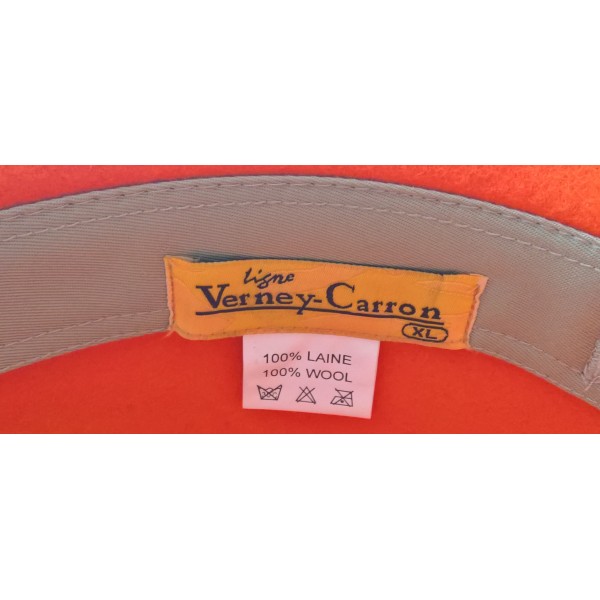 Ligne
Verney-Carron
XL
100% LAINE
100% WOOL